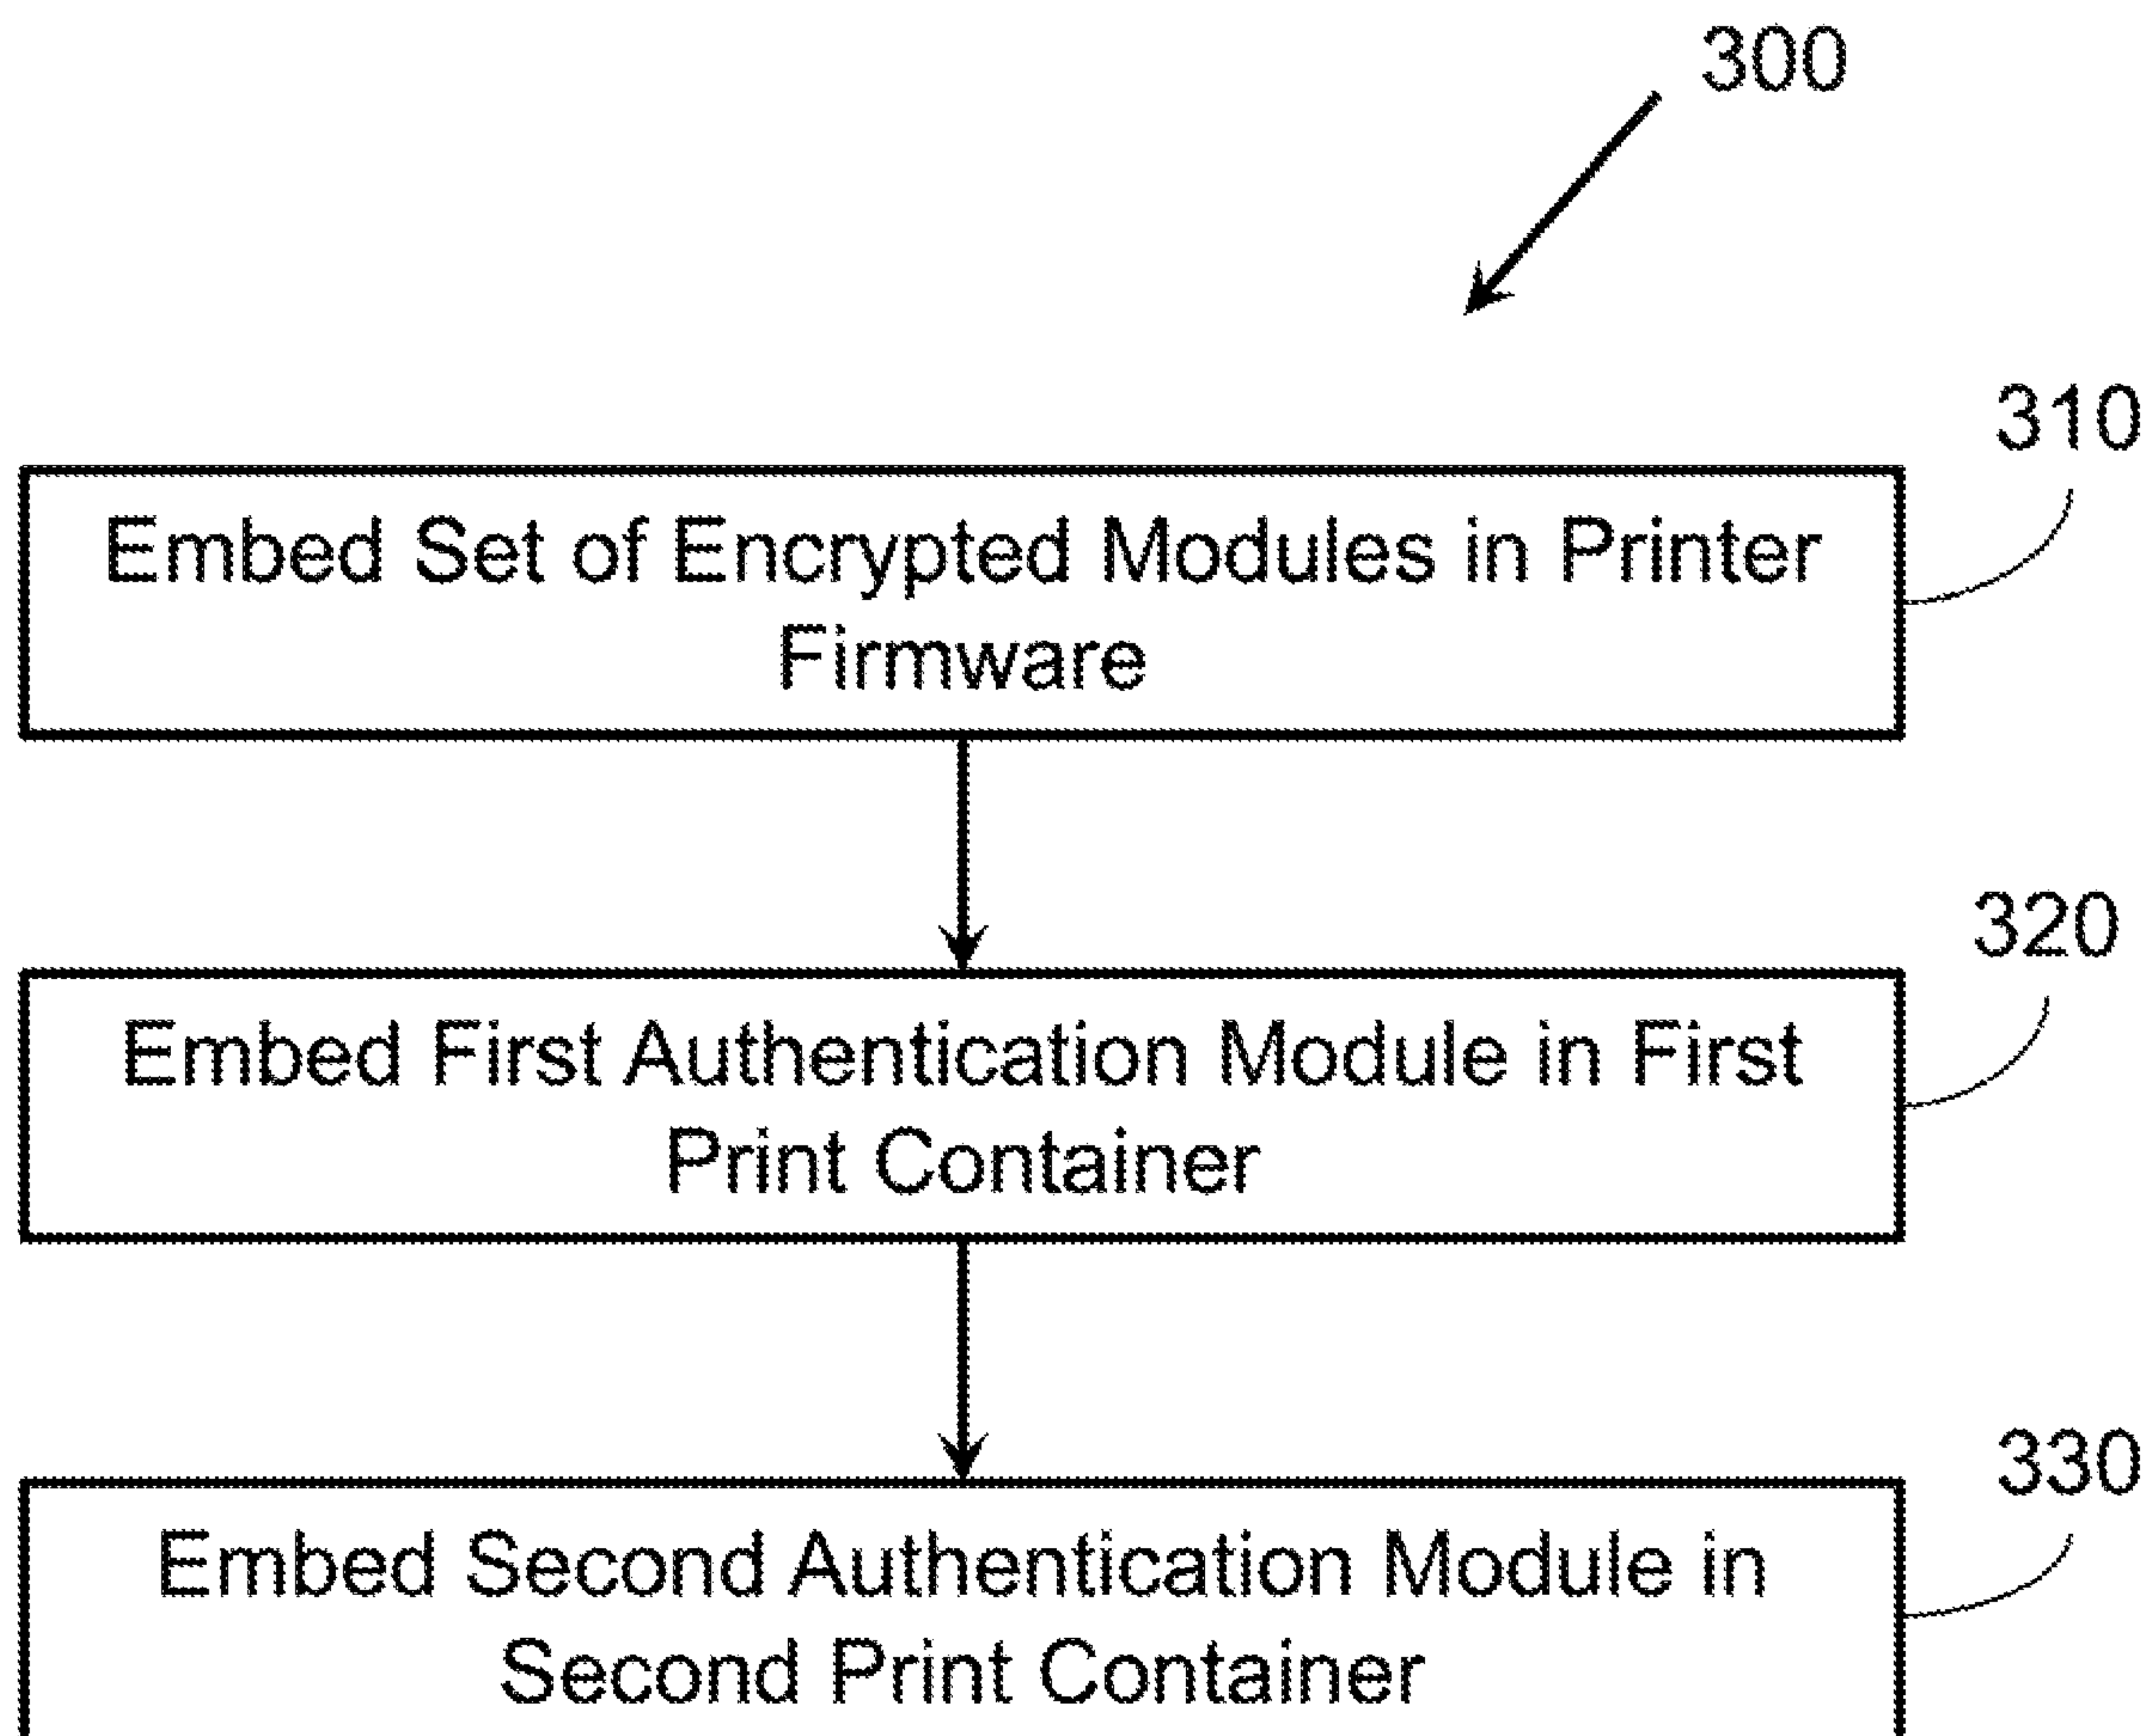 300
310
Embed Set of Encrypted Modules in Printer
Firmware
320
Embed First Authentication Module in First
Print Container
330
Embed Second Authentication Module in
Second Print Container